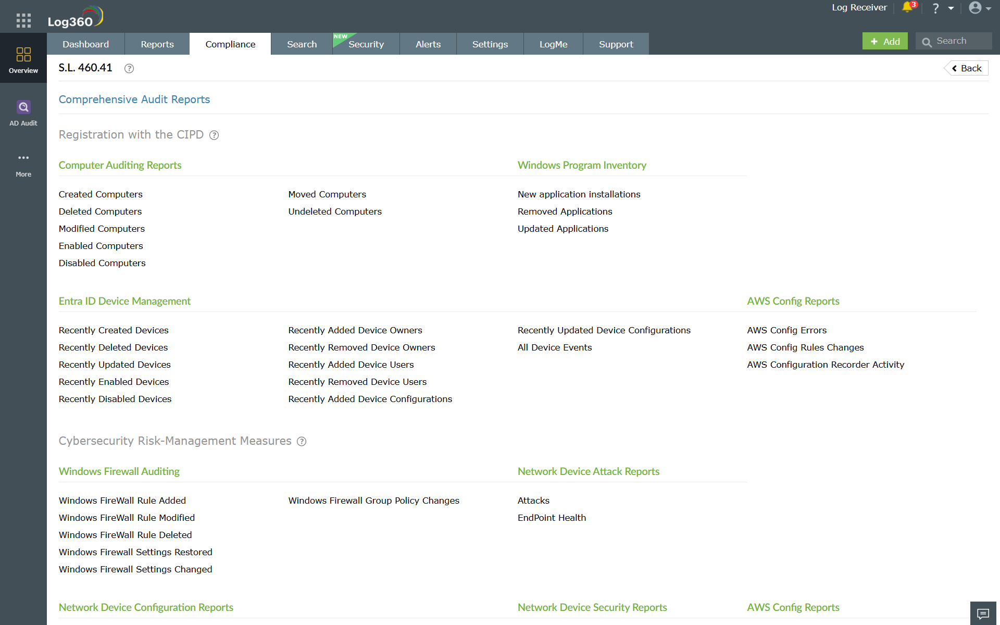 Log360
Log Receiver
3
?
Dashboard
Reports
Compliance
Search
NEW
Security
Alerts
Settings
LogMe
Support
+ Add
Search
Overview
AD Audit
More
S.L. 460.41 ?
Back
Comprehensive Audit Reports
Registration with the CIPD ?
Computer Auditing Reports
Created Computers
Deleted Computers
Modified Computers
Enabled Computers
Disabled Computers
Moved Computers
Undeleted Computers
Windows Program Inventory
New application installations
Removed Applications
Updated Applications
Entra ID Device Management
Recently Created Devices
Recently Deleted Devices
Recently Updated Devices
Recently Enabled Devices
Recently Disabled Devices
Recently Added Device Owners
Recently Removed Device Owners
Recently Added Device Users
Recently Removed Device Users
Recently Added Device Configurations
Recently Updated Device Configurations
All Device Events
AWS Config Reports
AWS Config Errors
AWS Config Rules Changes
AWS Configuration Recorder Activity
Cybersecurity Risk-Management Measures ?
Windows Firewall Auditing
Windows FireWall Rule Added
Windows FireWall Rule Modified
Windows FireWall Rule Deleted
Windows Firewall Settings Restored
Windows Firewall Settings Changed
Windows Firewall Group Policy Changes
Network Device Attack Reports
Attacks
EndPoint Health
Network Device Configuration Reports
Network Device Security Reports
AWS Config Reports